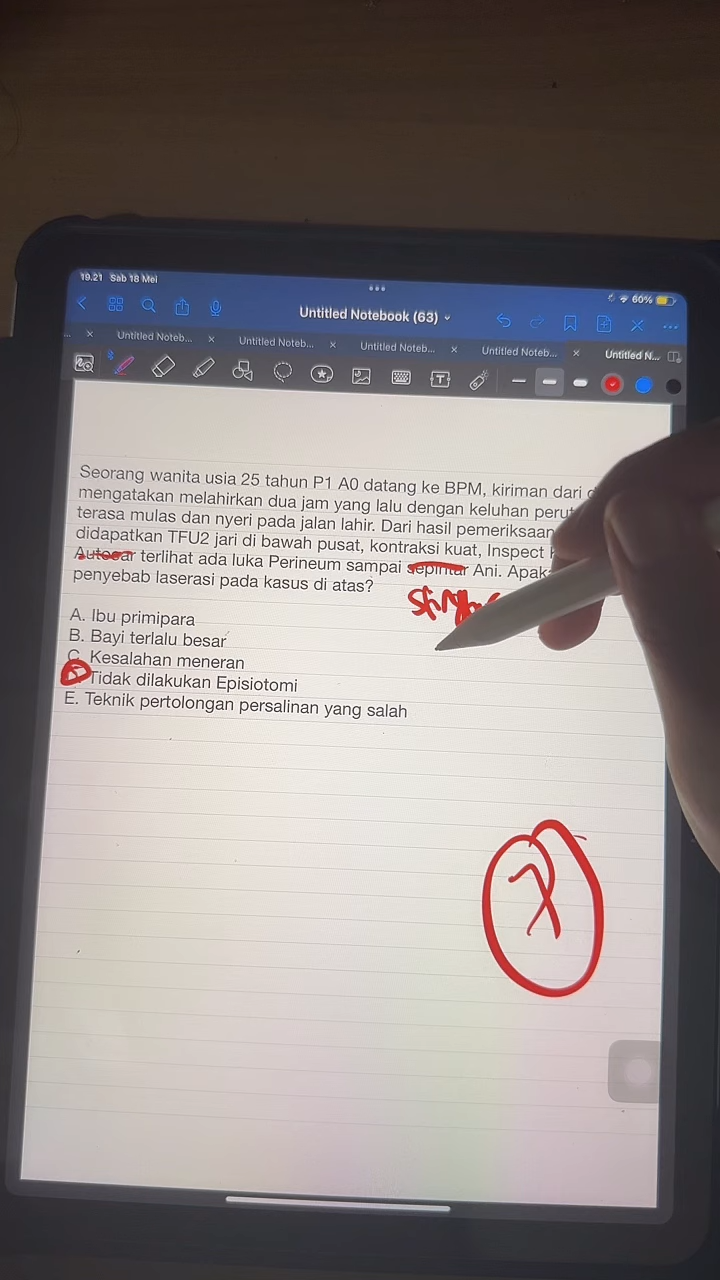 19.21 Sab 18 Mei
60%
Untitled Notebook (63)
Untitled Noteb...
Untitled Noteb...
Untitled Noteb...
Untitled Noteb...
Untitled N...
Seorang wanita usia 25 tahun P1 A0 datang ke BPM, kiriman dari
mengatakan melahirkan dua jam yang lalu dengan keluhan perut
terasa mulas dan nyeri pada jalan lahir. Dari hasil pemeriksaan
didapatkan TFU2 jari di bawah pusat, kontraksi kuat, Inspect
terlihat ada luka Perineum sampai sepintar Ani. Apak
penyebab laserasi pada kasus di atas?
A. Ibu primipara
B. Bayi terlalu besar
C. Kesalahan meneran
Tidak dilakukan Episiotomi
E. Teknik pertolongan persalinan yang salah